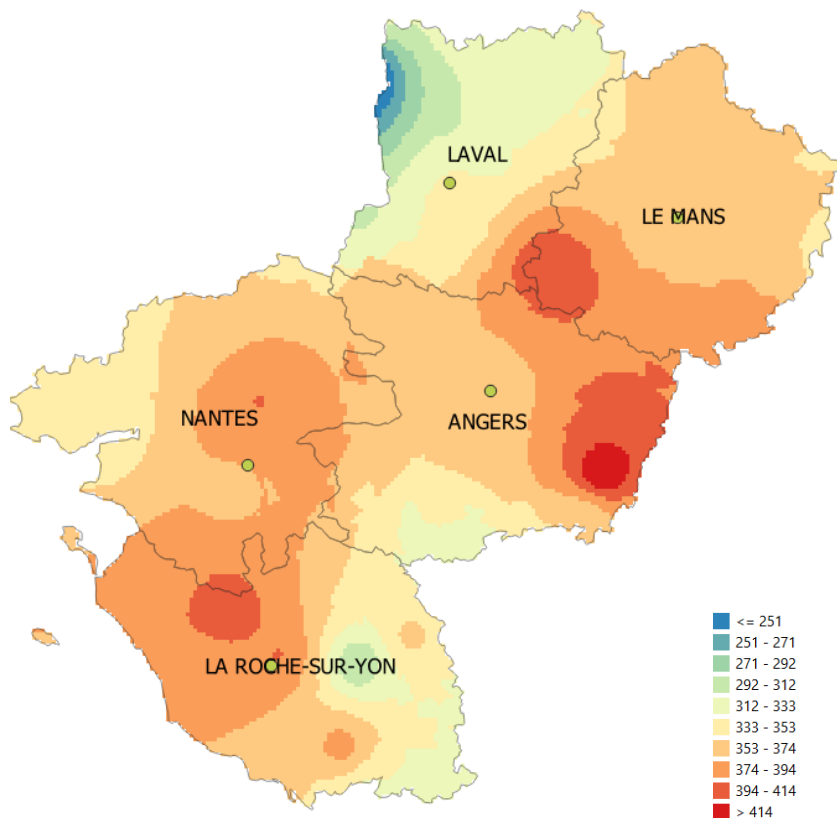 LAVAL
LE MANS
NANTES
ANGERS
LA ROCHE-SUR-YON
<= 251
251 - 271
271 - 292
292 - 312
312 - 333
333 - 353
353 - 374
374 - 394
394 - 414
> 414